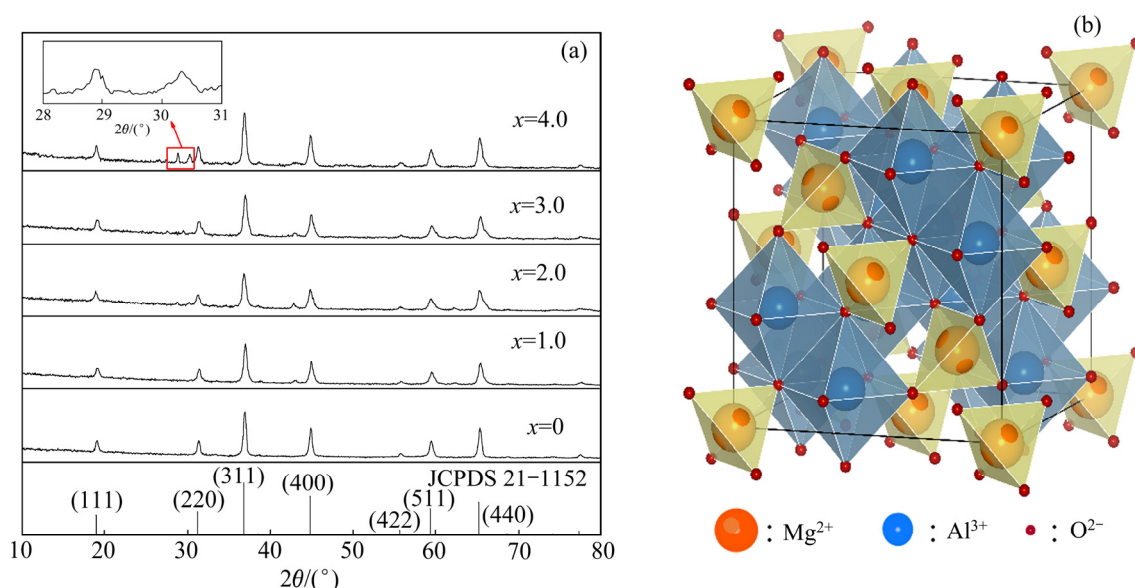 (a)
28 29 30 31
2θ/(°)
x=4.0
x=3.0
x=2.0
x=1.0
x=0
JCPDS 21-1152
(111) (220) (311) (400) (422) (511) (440)
10 20 30 40 50 60 70 80
2θ/(°)
(b)
: Mg²⁺ : Al³⁺ : O²⁻